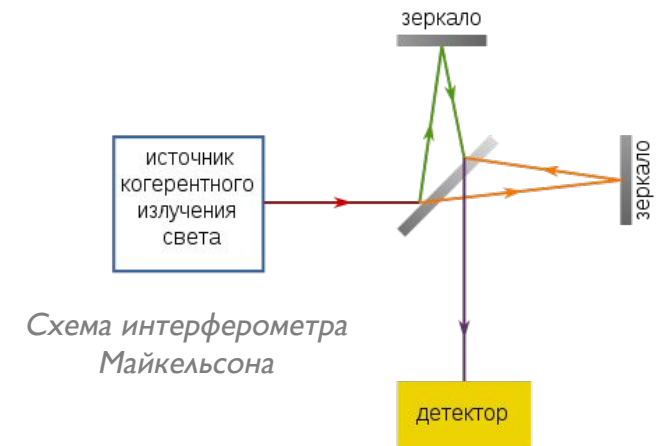 зеркало
источник
когерентного
излучения
света
зеркало
Схема интерферометра
Майкельсона
детектор